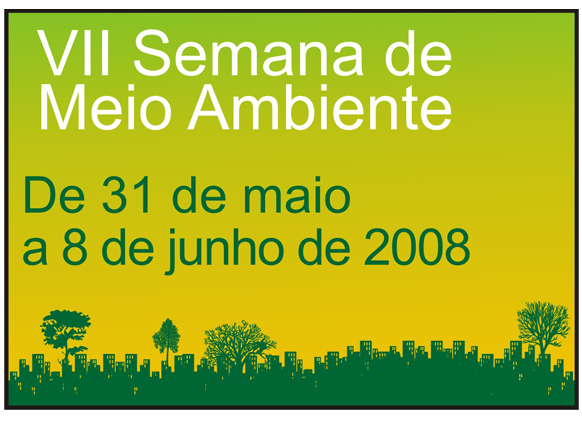 VII Semana de
Meio Ambiente
De 31 de maio
a 8 de junho de 2008